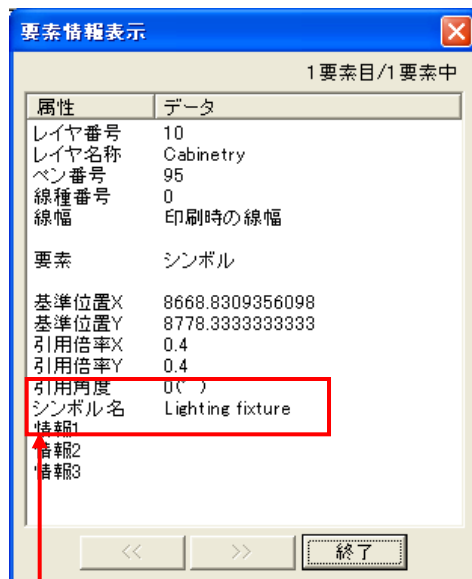 要素情報表示
1要素目/1要素中
属性 データ
レイヤ番号 10
レイヤ名称 Cabinetry
ペン番号 95
線種番号 0
線幅 印刷時の線幅
要素 シンボル
基準位置X 8668.8309356098
基準位置Y 8778.3333333333
引用倍率X 0.4
引用倍率Y 0.4
引用角度 0(゜)
シンボル名 Lighting fixture
情報1
情報2
情報3
<< >> 終了